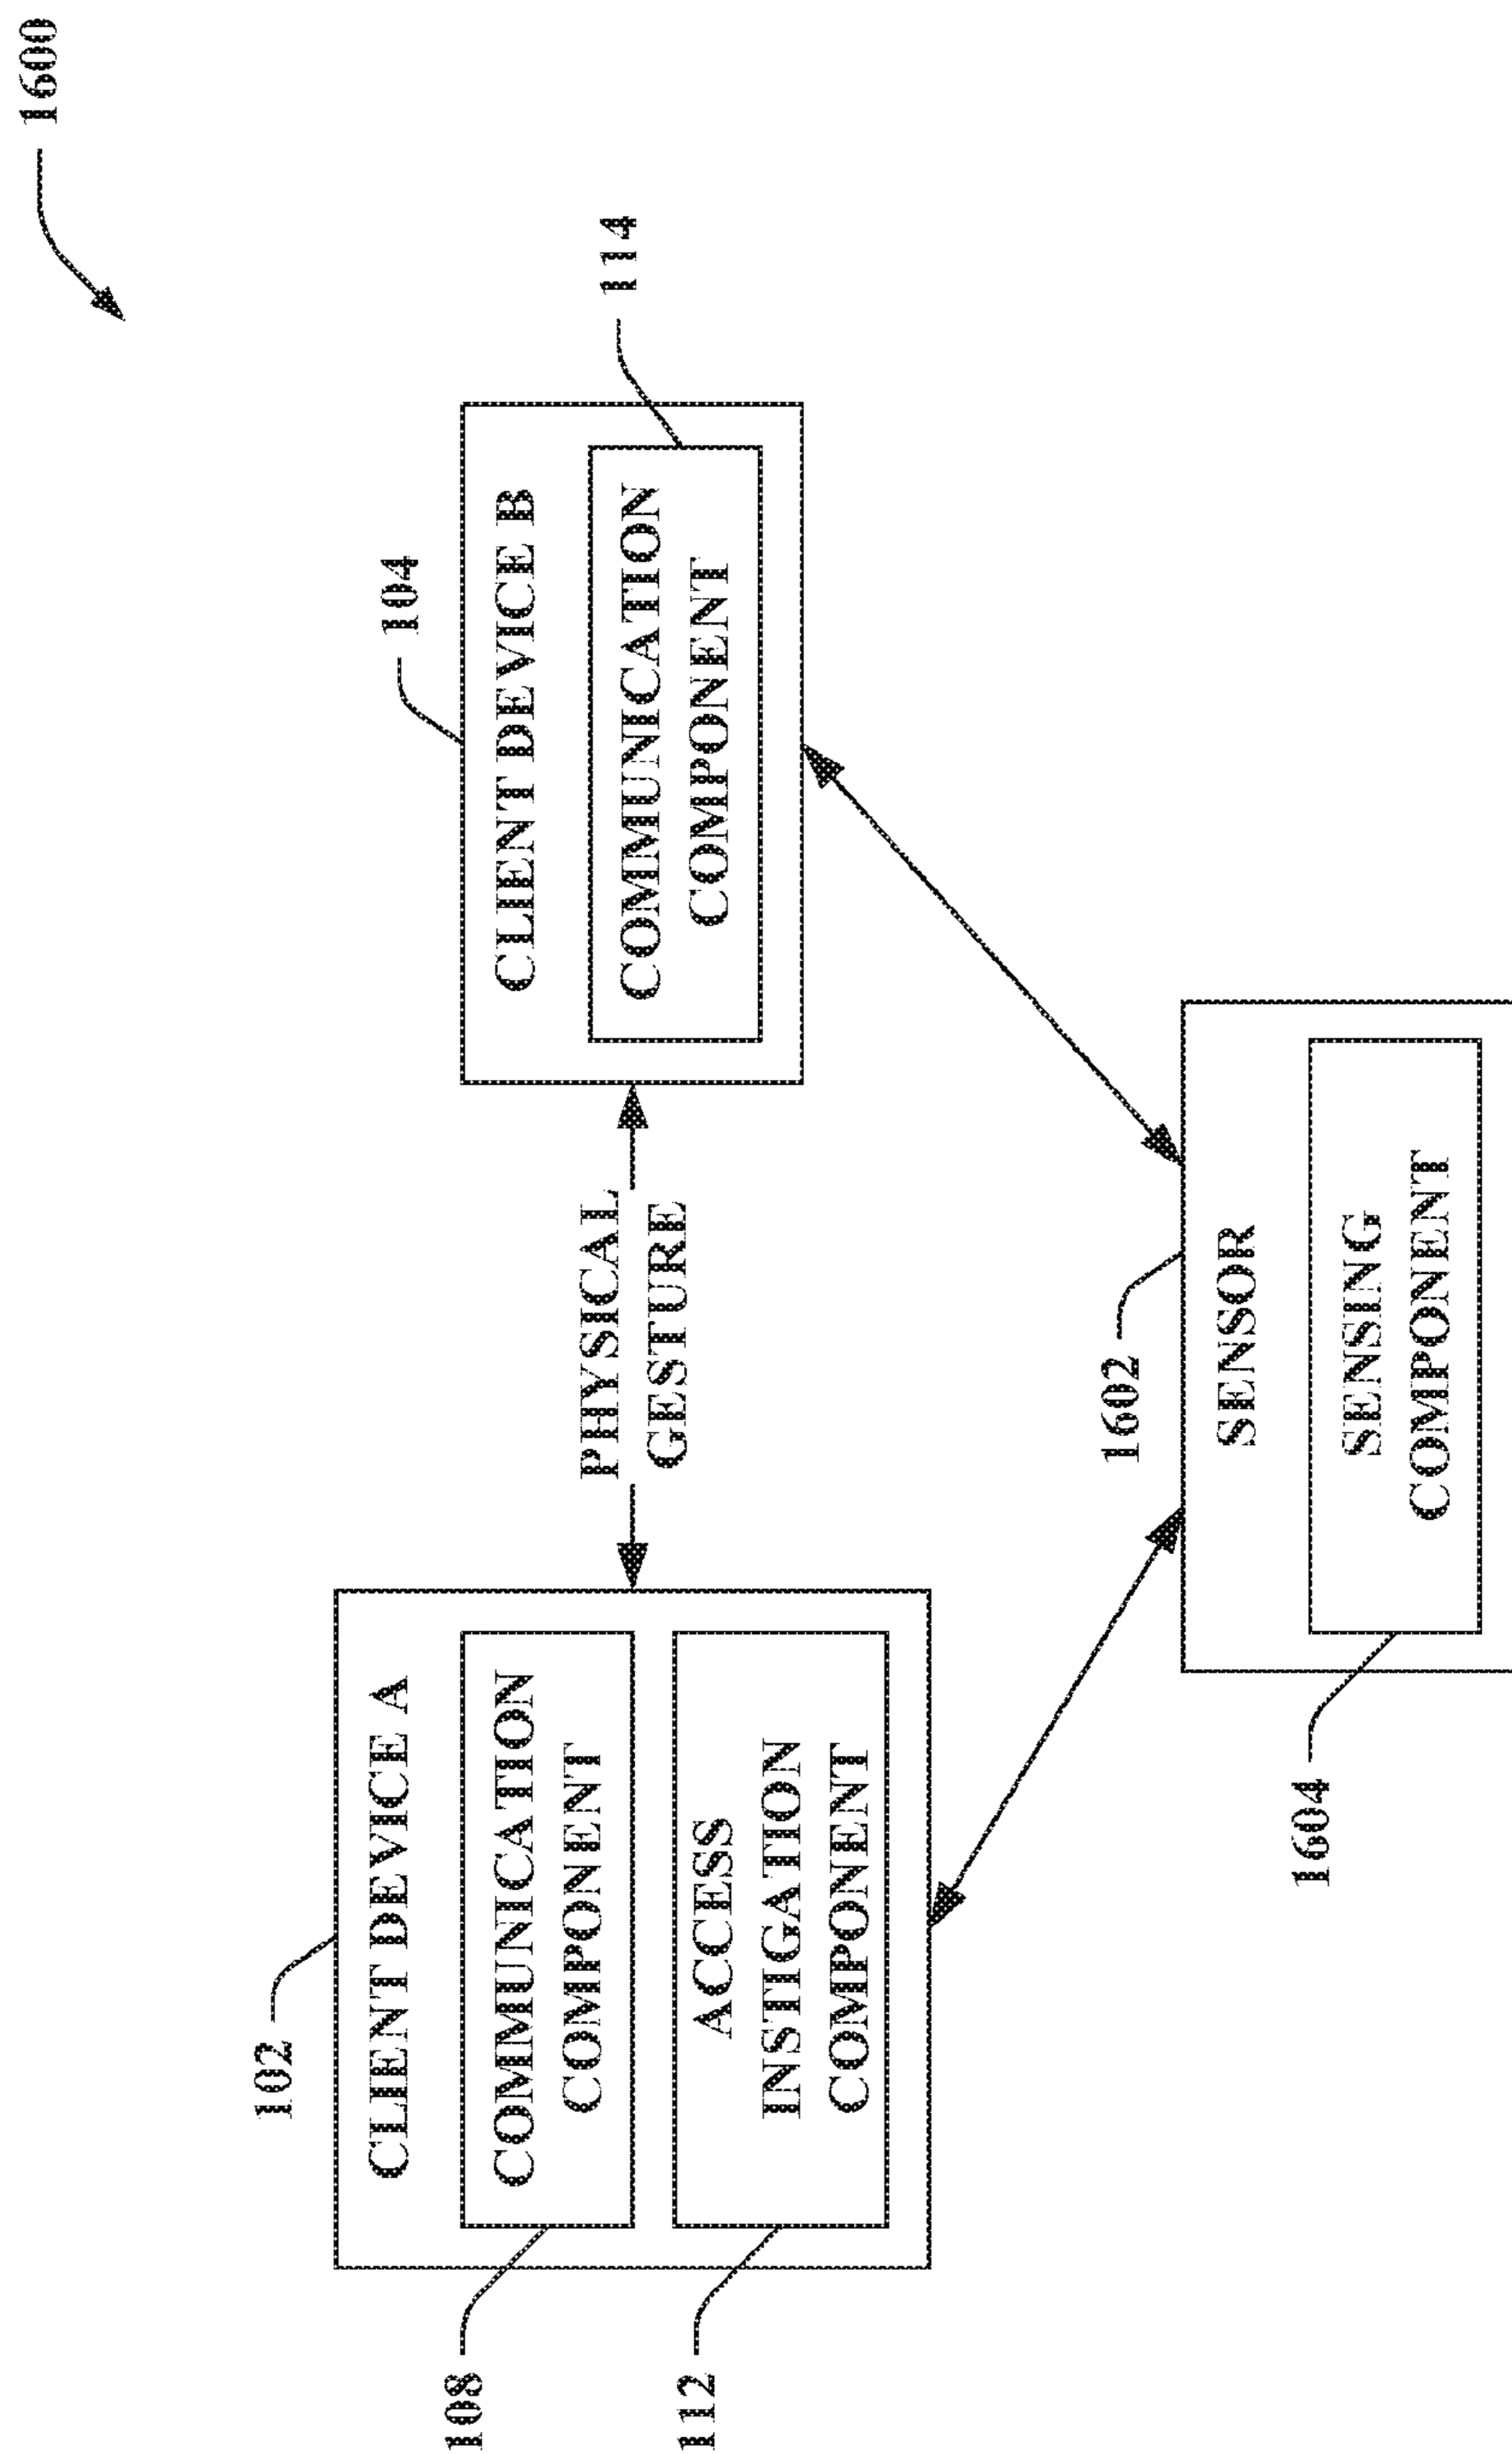 1600
102
CLIENT DEVICE A
108
COMMUNICATION
COMPONENT
112
ACCESS
INSTIGATION
COMPONENT
PHYSICAL
GESTURE
104
CLIENT DEVICE B
114
COMMUNICATION
COMPONENT
1602
SENSOR
1604
SENSING
COMPONENT